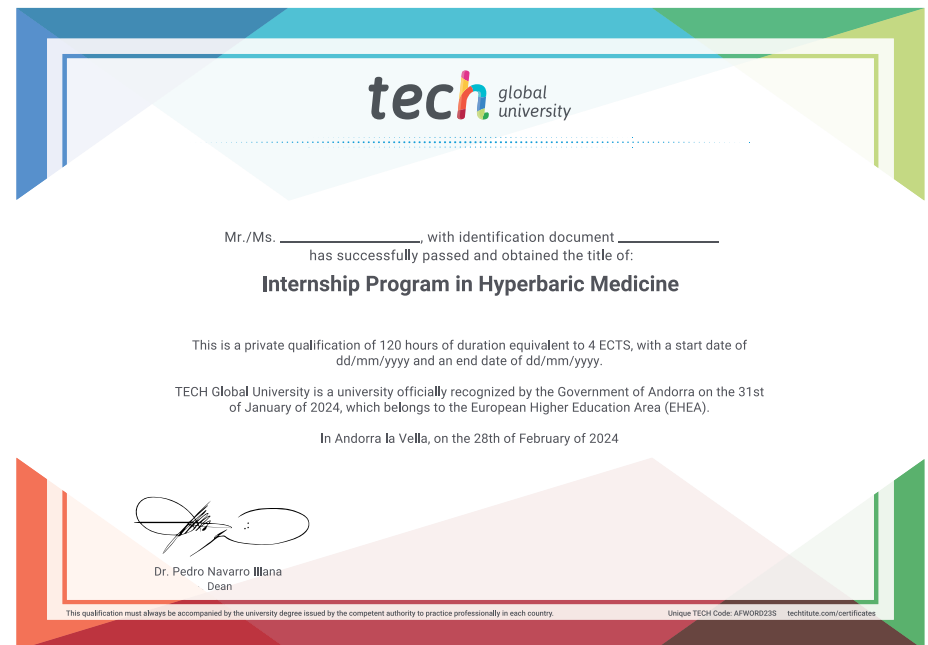 tech global university
Mr./Ms. ____________________, with identification document ______________
has successfully passed and obtained the title of:
Internship Program in Hyperbaric Medicine
This is a private qualification of 120 hours of duration equivalent to 4 ECTS, with a start date of
dd/mm/yyyy and an end date of dd/mm/yyyy.
TECH Global University is a university officially recognized by the Government of Andorra on the 31st
of January of 2024, which belongs to the European Higher Education Area (EHEA).
In Andorra la Vella, on the 28th of February of 2024
Dr. Pedro Navarro Illana
Dean
This qualification must always be accompanied by the university degree issued by the competent authority to practice professionally in each country.
Unique TECH Code: AFWORD23S techtitute.com/certificates